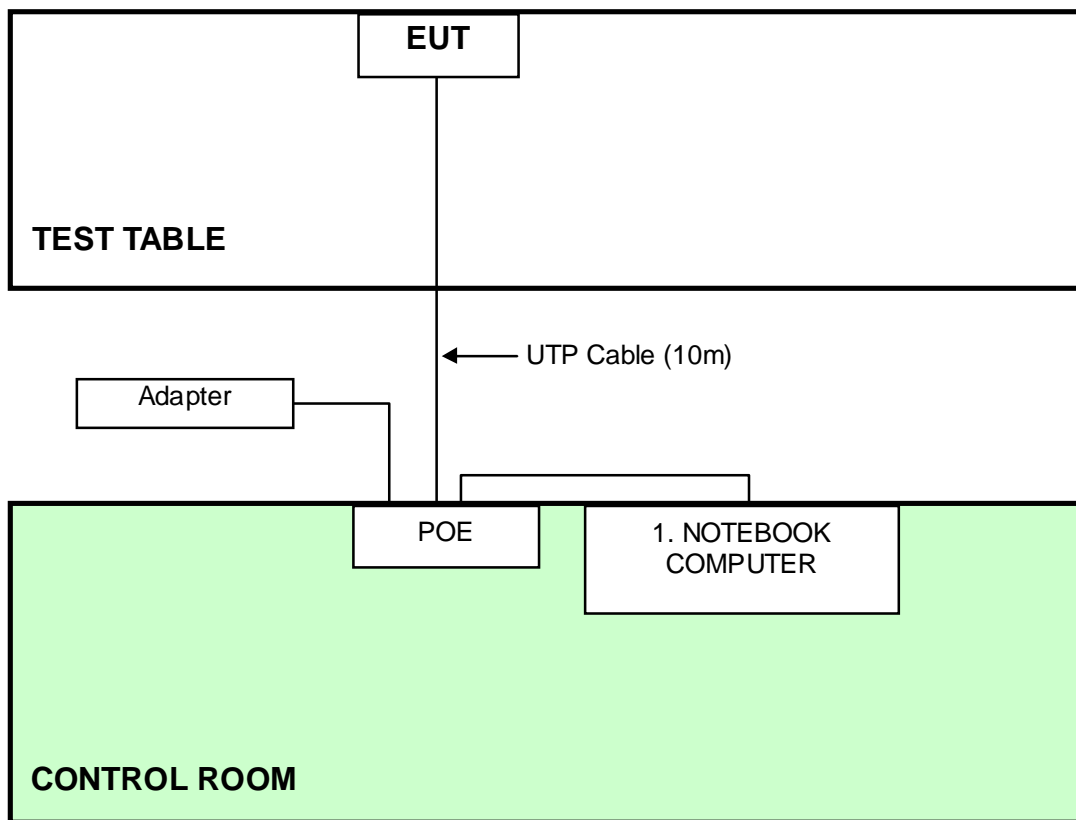 EUT
TEST TABLE
UTP Cable (10m)
Adapter
POE
1. NOTEBOOK
COMPUTER
CONTROL ROOM